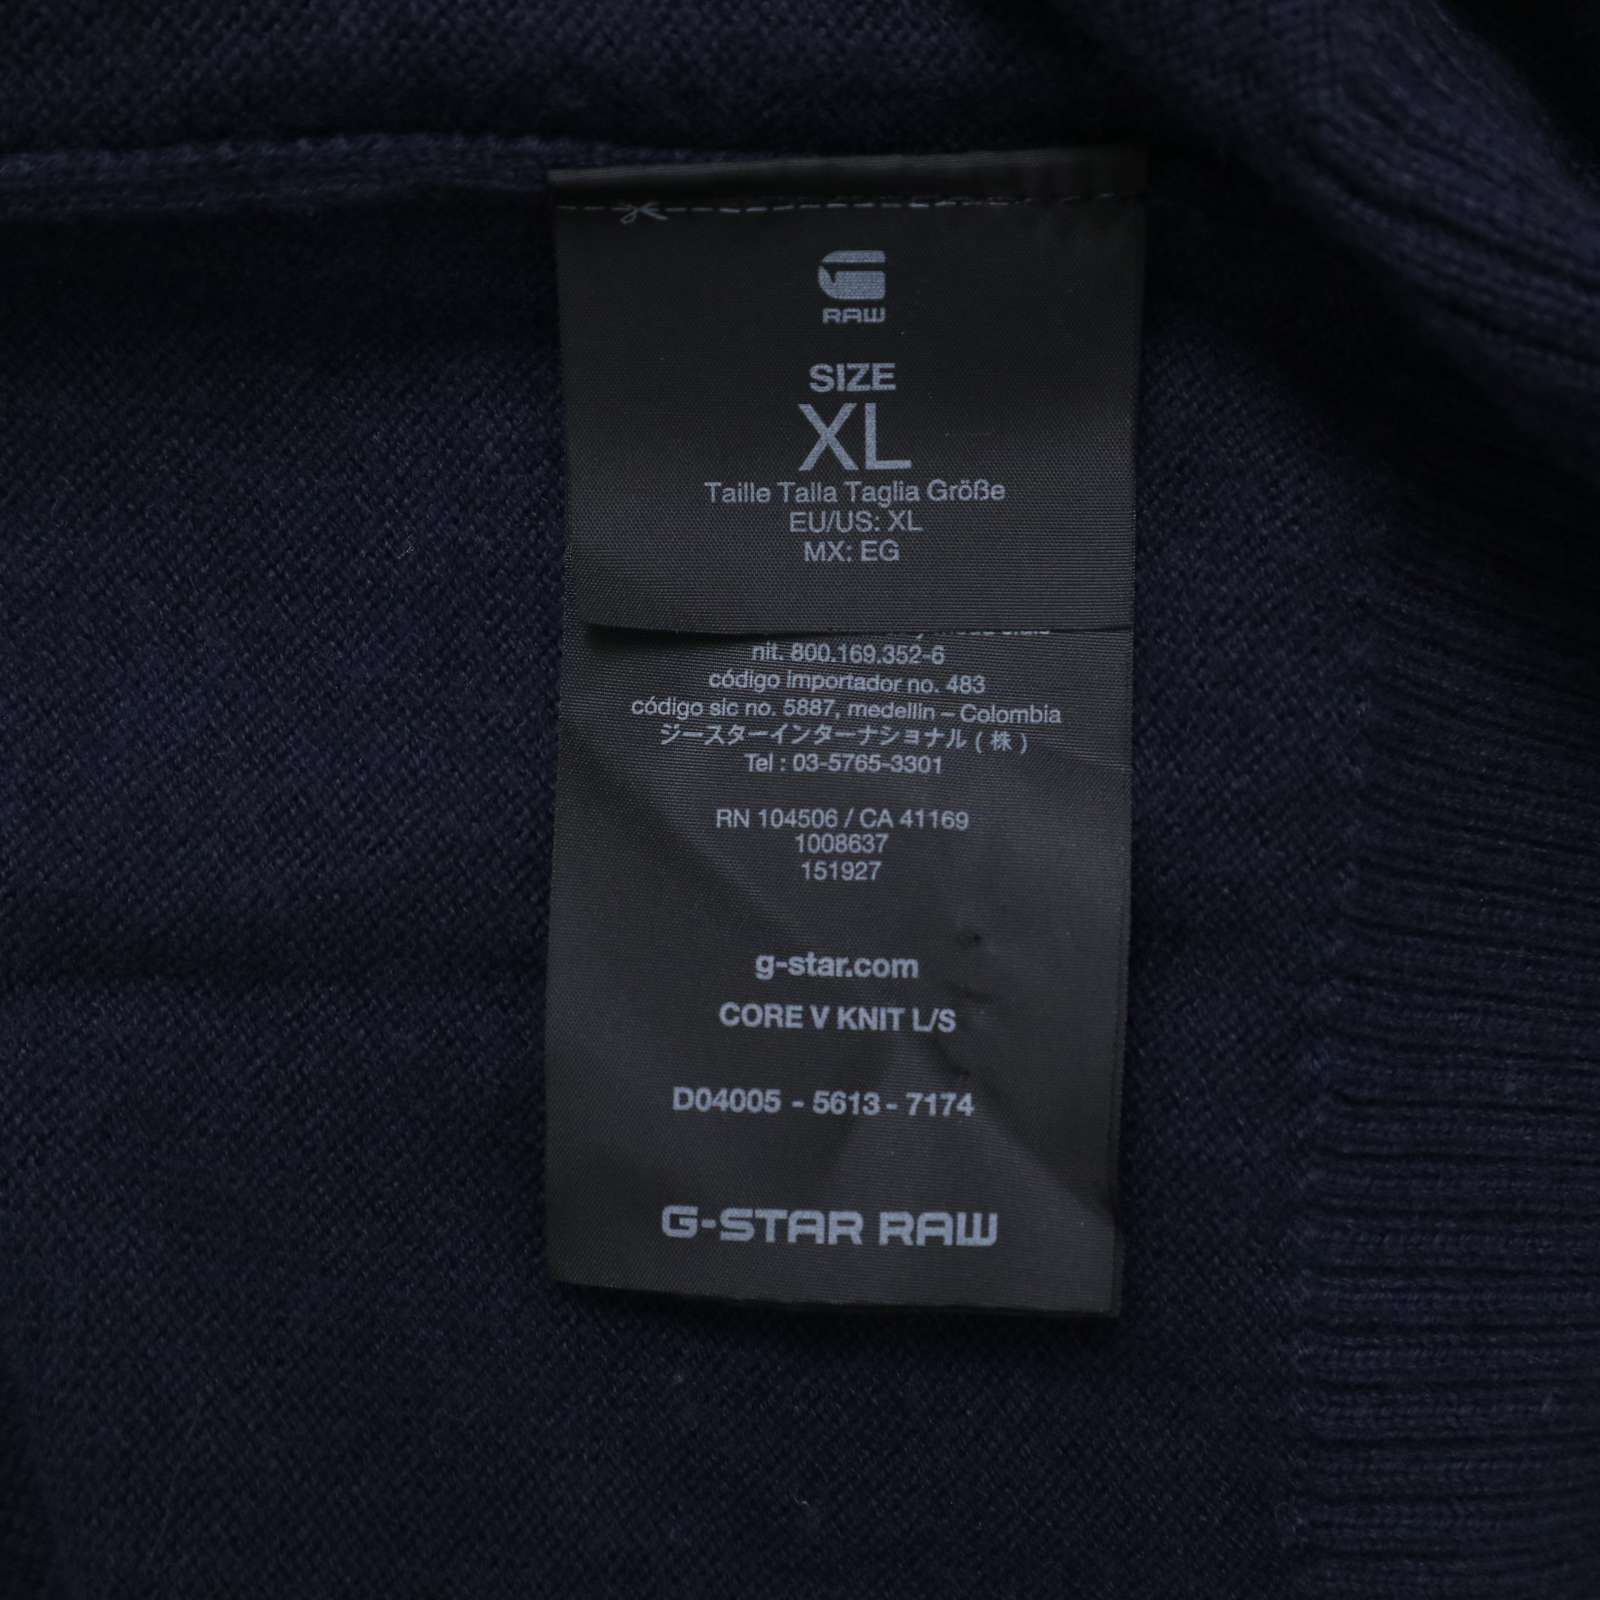 RAW
SIZE
XL
Taille Talla Taglia Größe
EU/US: XL
MX: EG
nit. 800.169.352-6
código importador no. 483
código sic no. 5887, medellin – Colombia
ジースターインターナショナル ( 株 )
Tel : 03-5765-3301
RN 104506 / CA 41169
1008637
151927
g-star.com
CORE V KNIT L/S
D04005 - 5613 - 7174
G-STAR RAW